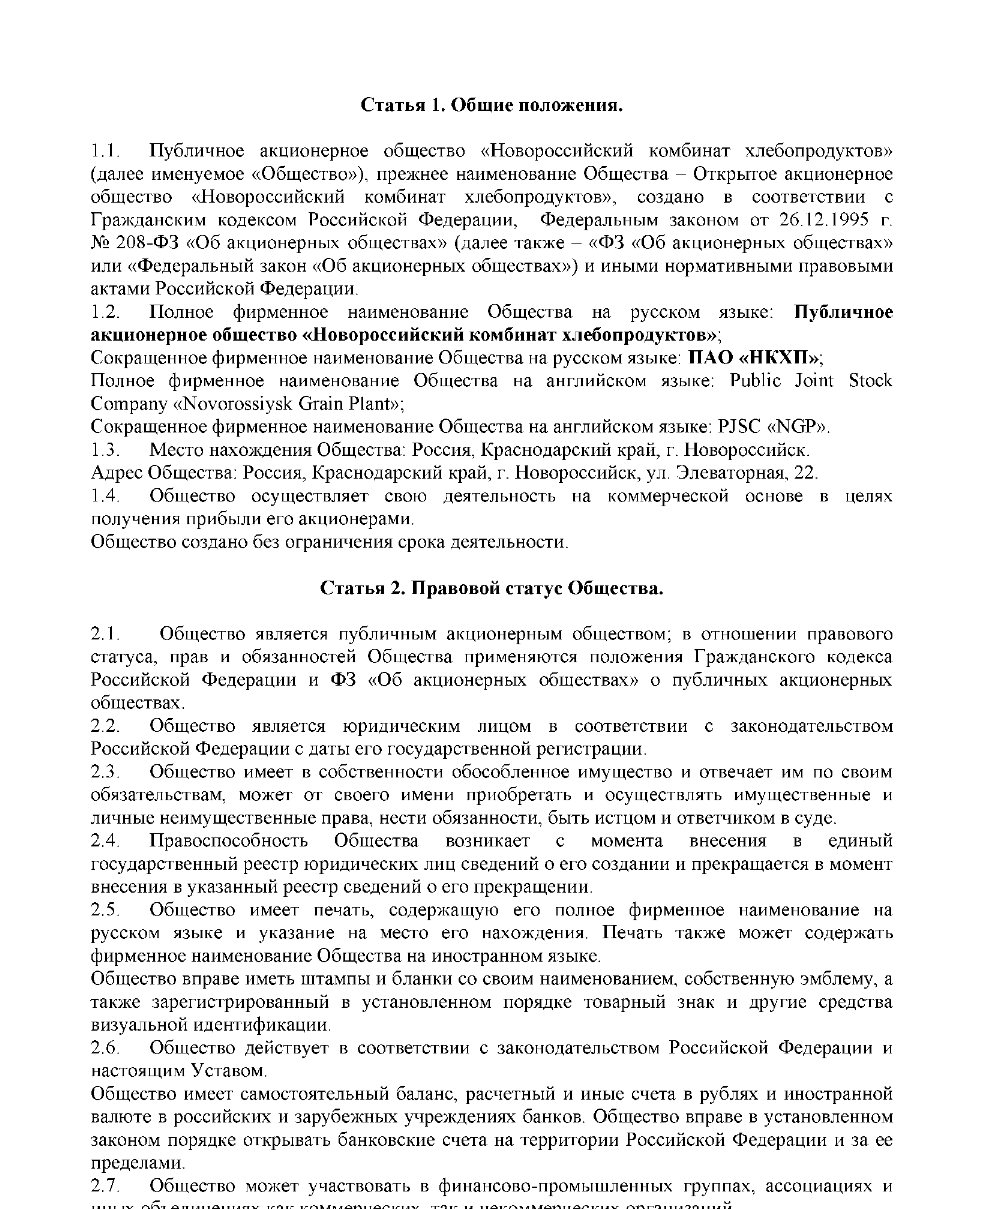 Статья 1. Общие положения.
1.1. Публичное акционерное общество «Новороссийский комбинат хлебопродуктов»
(далее именуемое «Общество»), прежнее наименование Общества – Открытое акционерное
общество «Новороссийский комбинат хлебопродуктов», создано в соответствии с
Гражданским кодексом Российской Федерации, Федеральным законом от 26.12.1995 г.
№ 208-ФЗ «Об акционерных обществах» (далее также – «ФЗ «Об акционерных обществах»
или «Федеральный закон «Об акционерных обществах») и иными нормативными правовыми
актами Российской Федерации.
1.2. Полное фирменное наименование Общества на русском языке: Публичное
акционерное общество «Новороссийский комбинат хлебопродуктов»;
Сокращенное фирменное наименование Общества на русском языке: ПАО «НКХП»;
Полное фирменное наименование Общества на английском языке: Public Joint Stock
Company «Novorossiysk Grain Plant»;
Сокращенное фирменное наименование Общества на английском языке: PJSC «NGP».
1.3. Место нахождения Общества: Россия, Краснодарский край, г. Новороссийск.
Адрес Общества: Россия, Краснодарский край, г. Новороссийск, ул. Элеваторная, 22.
1.4. Общество осуществляет свою деятельность на коммерческой основе в целях
получения прибыли его акционерами.
Общество создано без ограничения срока деятельности.
Статья 2. Правовой статус Общества.
2.1. Общество является публичным акционерным обществом; в отношении правового
статуса, прав и обязанностей Общества применяются положения Гражданского кодекса
Российской Федерации и ФЗ «Об акционерных обществах» о публичных акционерных
обществах.
2.2. Общество является юридическим лицом в соответствии с законодательством
Российской Федерации с даты его государственной регистрации.
2.3. Общество имеет в собственности обособленное имущество и отвечает им по своим
обязательствам, может от своего имени приобретать и осуществлять имущественные и
личные неимущественные права, нести обязанности, быть истцом и ответчиком в суде.
2.4. Правоспособность Общества возникает с момента внесения в единый
государственный реестр юридических лиц сведений о его создании и прекращается в момент
внесения в указанный реестр сведений о его прекращении.
2.5. Общество имеет печать, содержащую его полное фирменное наименование на
русском языке и указание на место его нахождения. Печать также может содержать
фирменное наименование Общества на иностранном языке.
Общество вправе иметь штампы и бланки со своим наименованием, собственную эмблему, а
также зарегистрированный в установленном порядке товарный знак и другие средства
визуальной идентификации.
2.6. Общество действует в соответствии с законодательством Российской Федерации и
настоящим Уставом.
Общество имеет самостоятельный баланс, расчетный и иные счета в рублях и иностранной
валюте в российских и зарубежных учреждениях банков. Общество вправе в установленном
законом порядке открывать банковские счета на территории Российской Федерации и за ее
пределами.
2.7. Общество может участвовать в финансово-промышленных группах, ассоциациях и
иных объединениях как коммерческих, так и некоммерческих организаций.